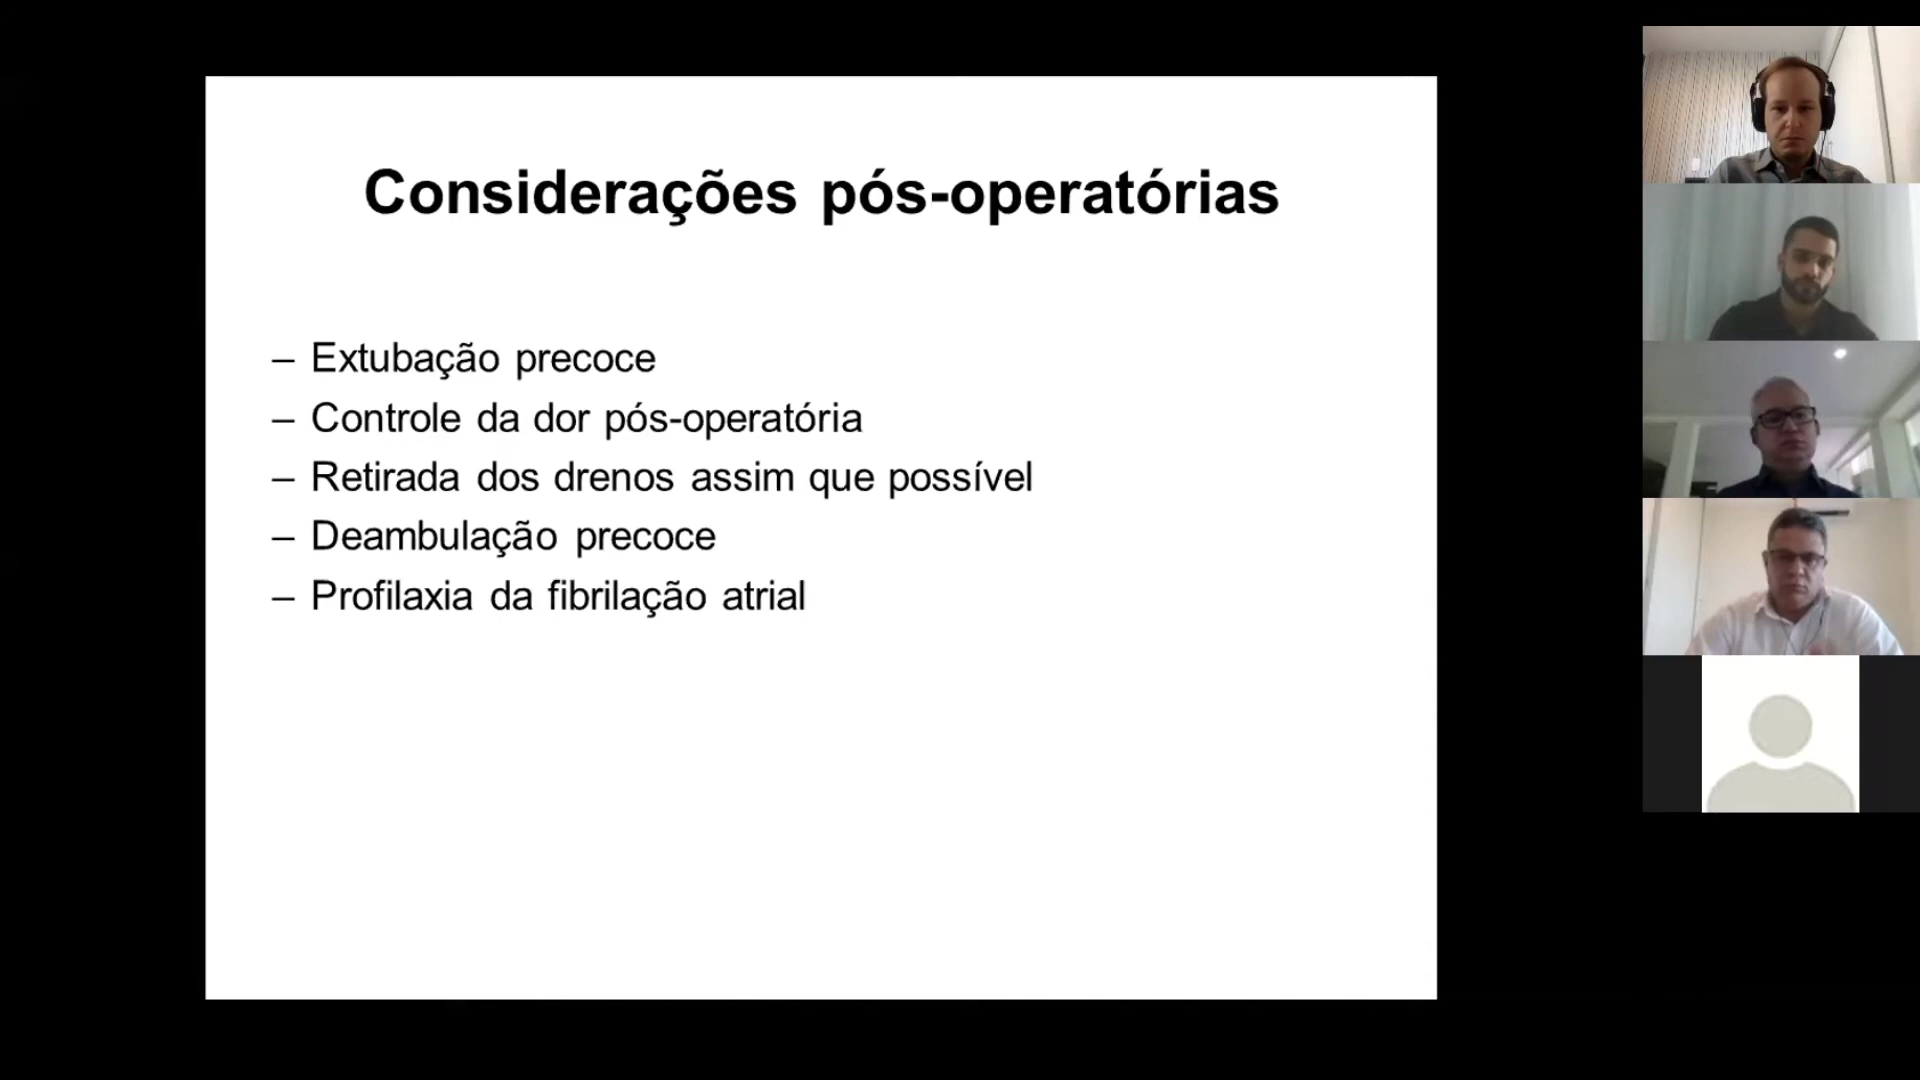 Considerações pós-operatórias
– Extubação precoce
– Controle da dor pós-operatória
– Retirada dos drenos assim que possível
– Deambulação precoce
– Profilaxia da fibrilação atrial